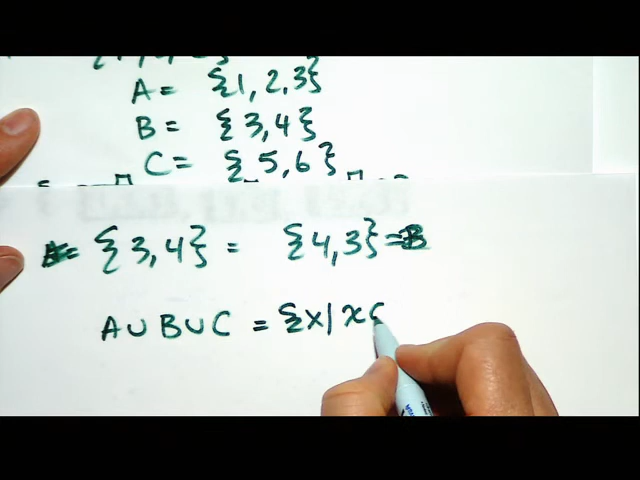 A = {1, 2, 3}
B = {3, 4}
C = {5, 6}
{3, 4} = {4, 3} = B
A ∪ B ∪ C = {x | x ∈